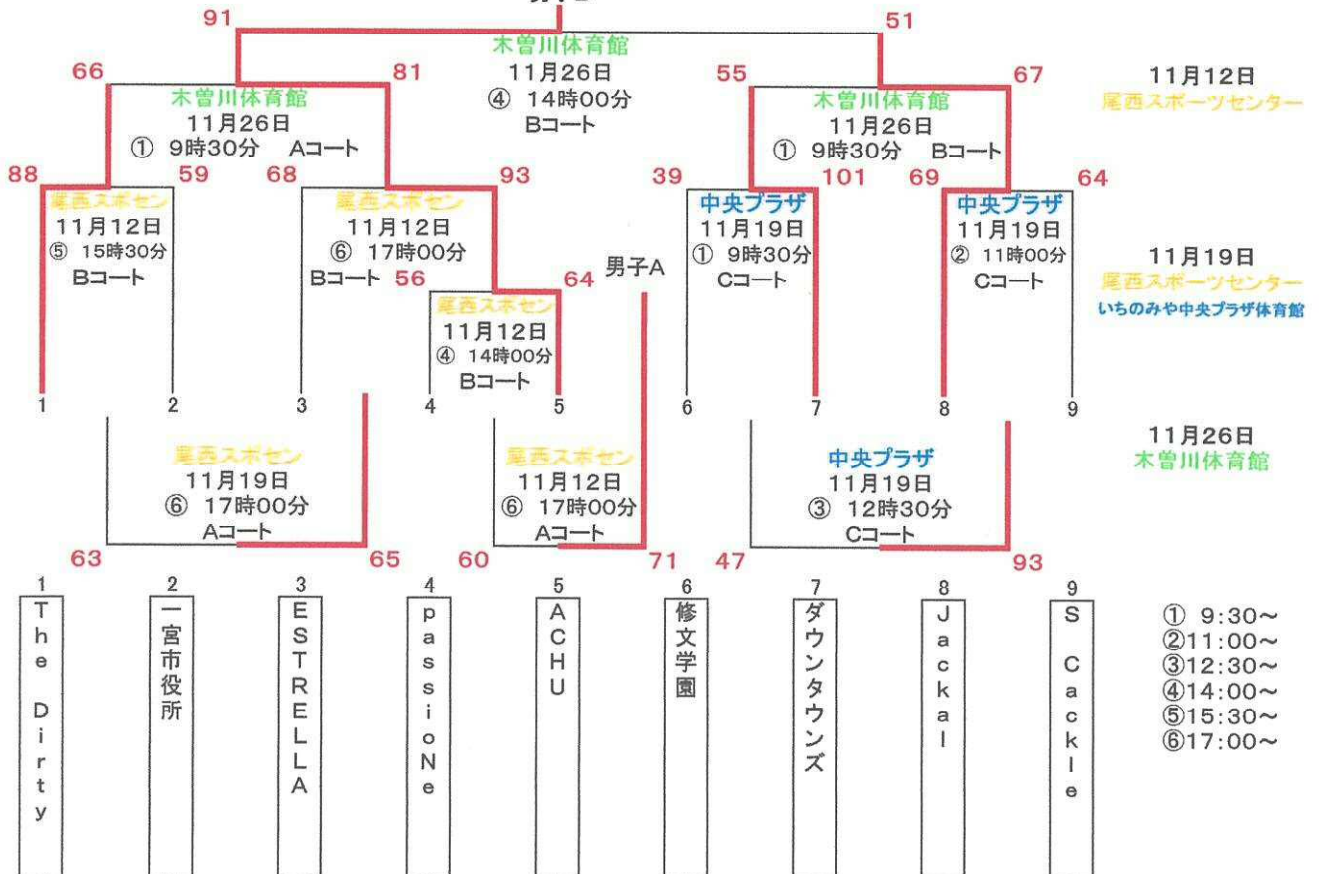 91
51
木曽川体育館
11月26日
④ 14時00分
Bコート
66
81
55
67
木曽川体育館
11月26日
① 9時30分 Aコート
木曽川体育館
11月26日
① 9時30分 Bコート
11月12日
尾西スポーツセンター
88
59
68
93
39
101
69
64
尾西スポセン
11月12日
⑤ 15時30分
Bコート
尾西スポセン
11月12日
⑥ 17時00分
Bコート
中央プラザ
11月19日
① 9時30分
Cコート
中央プラザ
11月19日
② 11時00分
Cコート
56
64
男子A
尾西スポセン
11月12日
④ 14時00分
Bコート
11月19日
尾西スポーツセンター
いちのみや中央プラザ体育館
1
2
3
4
5
6
7
8
9
尾西スポセン
11月19日
⑥ 17時00分
Aコート
尾西スポセン
11月12日
⑥ 17時00分
Aコート
中央プラザ
11月19日
③ 12時30分
Cコート
11月26日
木曽川体育館
63
65
60
71
47
93
1
The Dirty
2
一宮市役所
3
ESTRELLA
4
passioNe
5
ACHU
6
修文学園
7
ダウンタウンズ
8
Jackal
9
S Cackle
① 9:30～
②11:00～
③12:30～
④14:00～
⑤15:30～
⑥17:00～